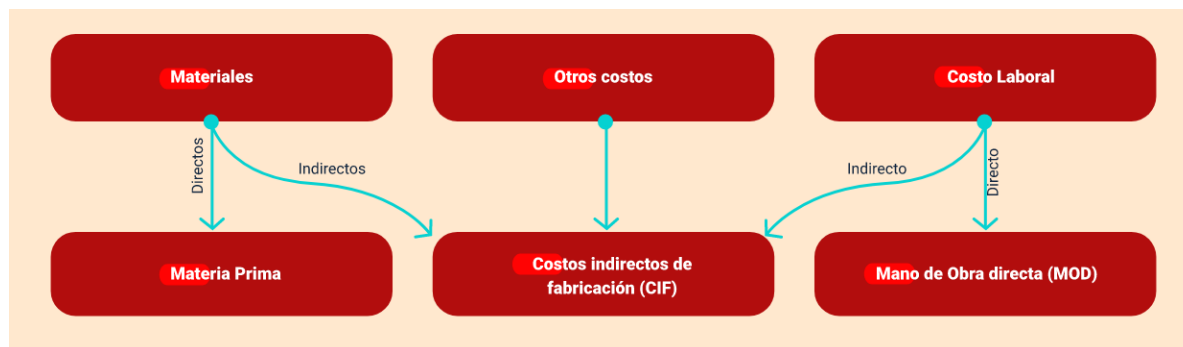 Materiales
Otros costos
Costo Laboral
Directos
Indirectos
Indirecto
Directo
Materia Prima
Costos indirectos de
fabricación (CIF)
Mano de Obra directa (MOD)